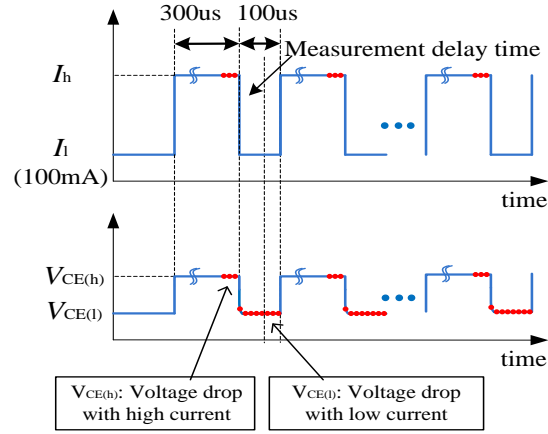 300us 100us
Measurement delay time
Ih
Il
(100mA)
time
VCE(h)
VCE(l)
time
VCE(h): Voltage drop
with high current
VCE(l): Voltage drop
with low current